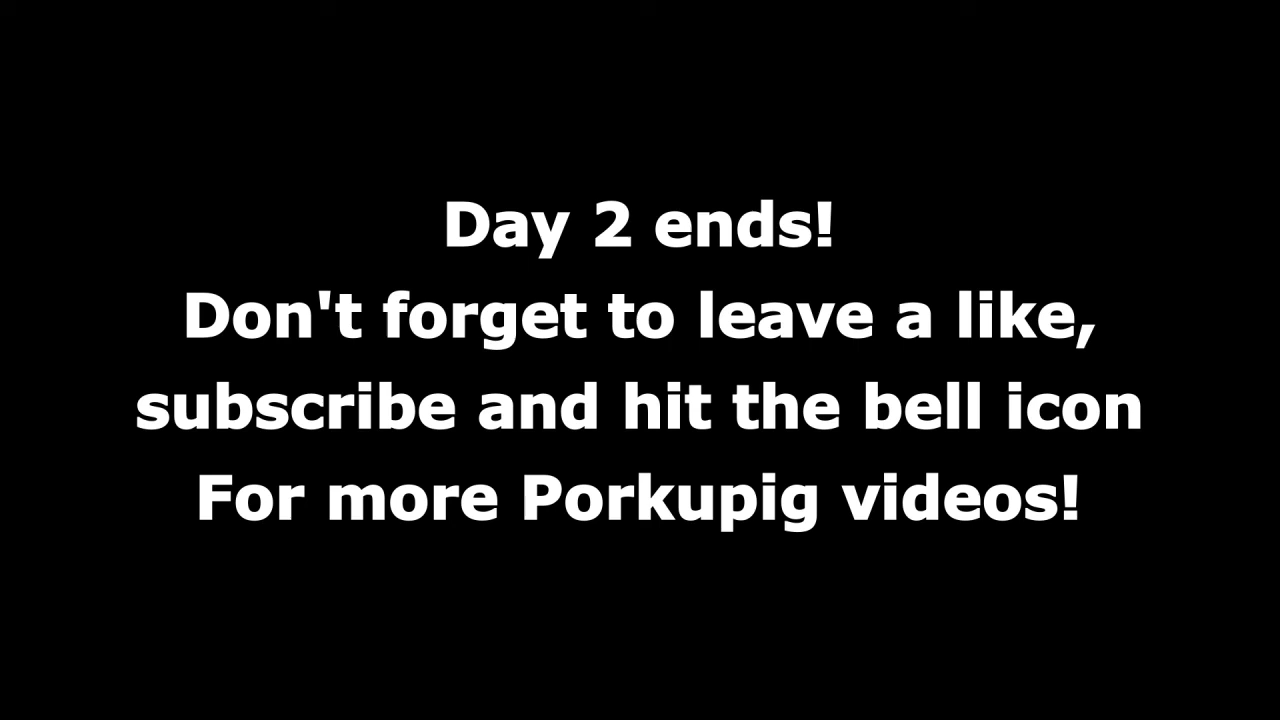 Day 2 ends!
Don't forget to leave a like,
subscribe and hit the bell icon
For more Porkupig videos!